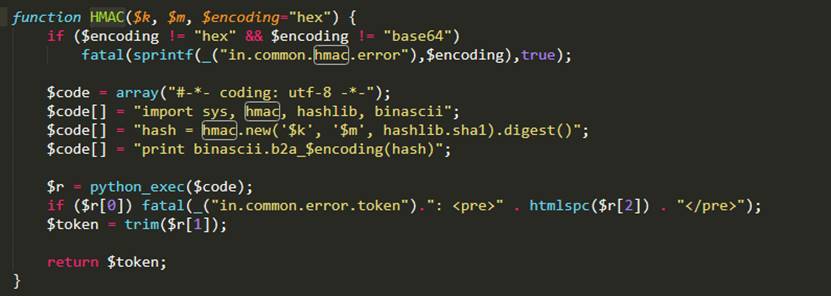 function HMAC($k, $m, $encoding="hex") {
if ($encoding != "hex" && $encoding != "base64")
fatal(sprintf(_("in.common.hmac.error"),$encoding),true);
$code = array("#-*- coding: utf-8 -*-");
$code[] = "import sys, hmac, hashlib, binascii";
$code[] = "hash = hmac.new('$k', '$m', hashlib.sha1).digest()";
$code[] = "print binascii.b2a_$encoding(hash)";
$r = python_exec($code);
if ($r[0]) fatal(_("in.common.error.token").": <pre>" . htmlspc($r[2]) . "</pre>");
$token = trim($r[1]);
return $token;
}